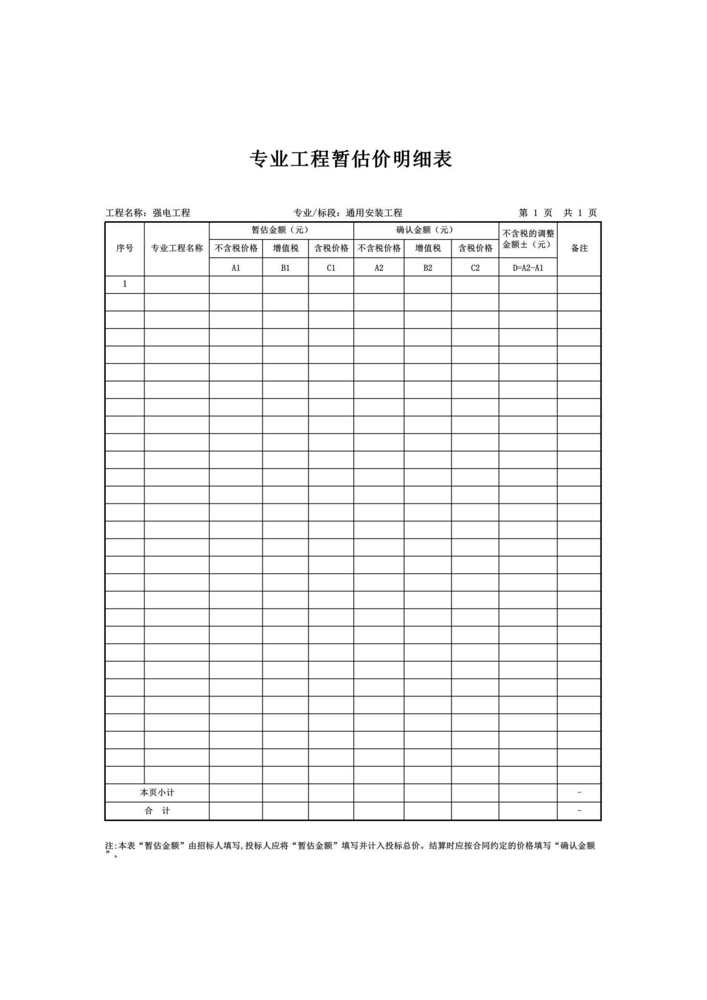 专业工程暂估价明细表
工程名称：强电工程 专业/标段：通用安装工程 第 1 页 共 1 页
序号 专业工程名称 暂估金额（元） 确认金额（元） 不含税的调整金额±（元） 备注
不含税价格 增值税 含税价格 不含税价格 增值税 含税价格
A1 B1 C1 A2 B2 C2 D=A2-A1
1
本页小计 -
合 计 -
注:本表“暂估金额”由招标人填写,投标人应将“暂估金额”填写并计入投标总价。结算时应按合同约定的价格填写“确认金额
”。